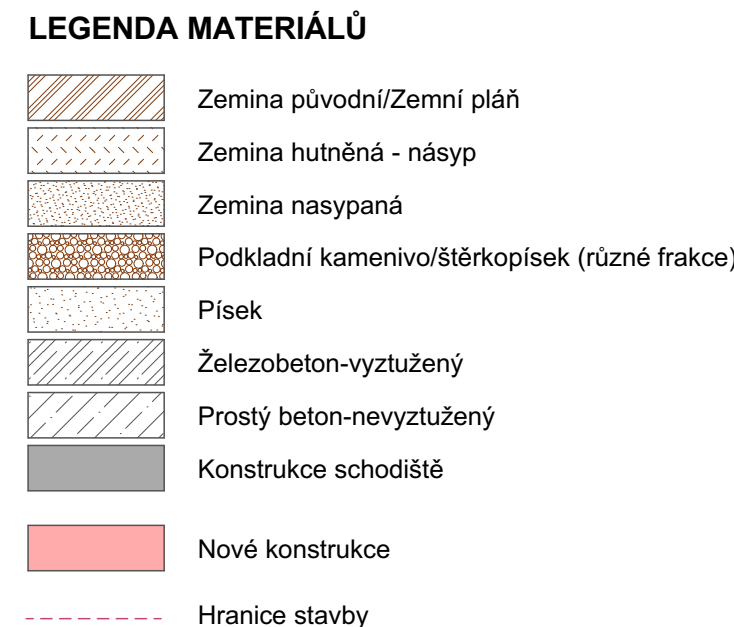 LEGENDA MATERIÁLŮ
Zemina původní/Zemní pláň
Zemina hutněná - násyp
Zemina nasypaná
Podkladní kamenivo/štěrkopísek (různé frakce)
Písek
Železobeton-vyztužený
Prostý beton-nevyztužený
Konstrukce schodiště
Nové konstrukce
Hranice stavby